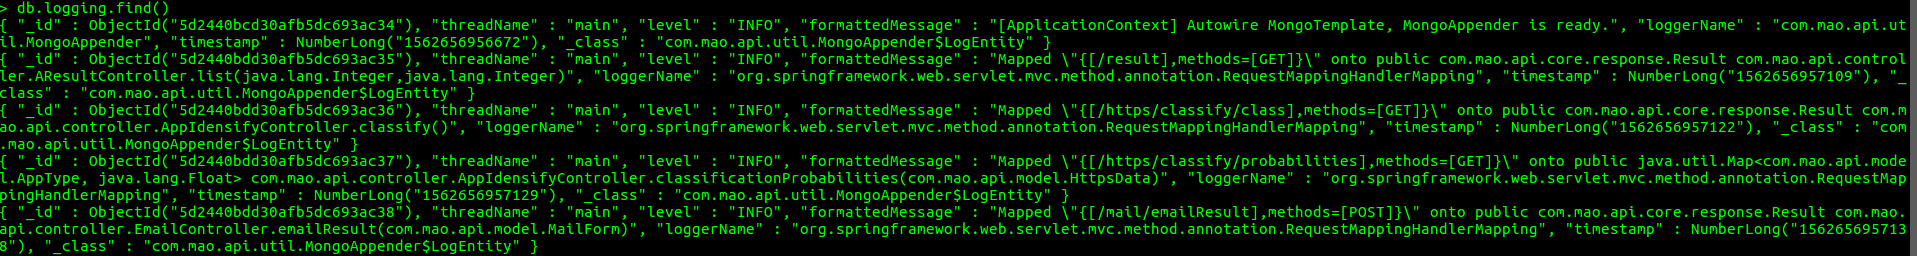 > db.logging.find()
{ "_id" : ObjectId("5d2440bcd30afb5dc693ac34"), "threadName" : "main", "level" : "INFO", "formattedMessage" : "[ApplicationContext] Autowire MongoTemplate, MongoAppender is ready.", "loggerName" : "com.mao.api.ut
il.MongoAppender", "timestamp" : NumberLong("1562656956672"), "_class" : "com.mao.api.util.MongoAppender$LogEntity" }
{ "_id" : ObjectId("5d2440bdd30afb5dc693ac35"), "threadName" : "main", "level" : "INFO", "formattedMessage" : "Mapped \"{[/result],methods=[GET]}\" onto public com.mao.api.core.response.Result com.mao.api.control
ler.AResultController.list(java.lang.Integer,java.lang.Integer)", "loggerName" : "org.springframework.web.servlet.mvc.method.annotation.RequestMappingHandlerMapping", "timestamp" : NumberLong("1562656957109"), "_
class" : "com.mao.api.util.MongoAppender$LogEntity" }
{ "_id" : ObjectId("5d2440bdd30afb5dc693ac36"), "threadName" : "main", "level" : "INFO", "formattedMessage" : "Mapped \"{[/https/classify/class],methods=[GET]}\" onto public com.mao.api.core.response.Result com.m
ao.api.controller.AppIdensifyController.classify()", "loggerName" : "org.springframework.web.servlet.mvc.method.annotation.RequestMappingHandlerMapping", "timestamp" : NumberLong("1562656957122"), "_class" : "com
.mao.api.util.MongoAppender$LogEntity" }
{ "_id" : ObjectId("5d2440bdd30afb5dc693ac37"), "threadName" : "main", "level" : "INFO", "formattedMessage" : "Mapped \"{[/https/classify/probabilities],methods=[GET]}\" onto public java.util.Map<com.mao.api.mode
l.AppType, java.lang.Float> com.mao.api.controller.AppIdensifyController.classificationProbabilities(com.mao.api.model.HttpsData)", "loggerName" : "org.springframework.web.servlet.mvc.method.annotation.RequestMap
pingHandlerMapping", "timestamp" : NumberLong("1562656957129"), "_class" : "com.mao.api.util.MongoAppender$LogEntity" }
{ "_id" : ObjectId("5d2440bdd30afb5dc693ac38"), "threadName" : "main", "level" : "INFO", "formattedMessage" : "Mapped \"{[/mail/emailResult],methods=[POST]}\" onto public com.mao.api.core.response.Result com.mao.
api.controller.EmailController.emailResult(com.mao.api.model.MailForm)", "loggerName" : "org.springframework.web.servlet.mvc.method.annotation.RequestMappingHandlerMapping", "timestamp" : NumberLong("156265695713
8"), "_class" : "com.mao.api.util.MongoAppender$LogEntity" }